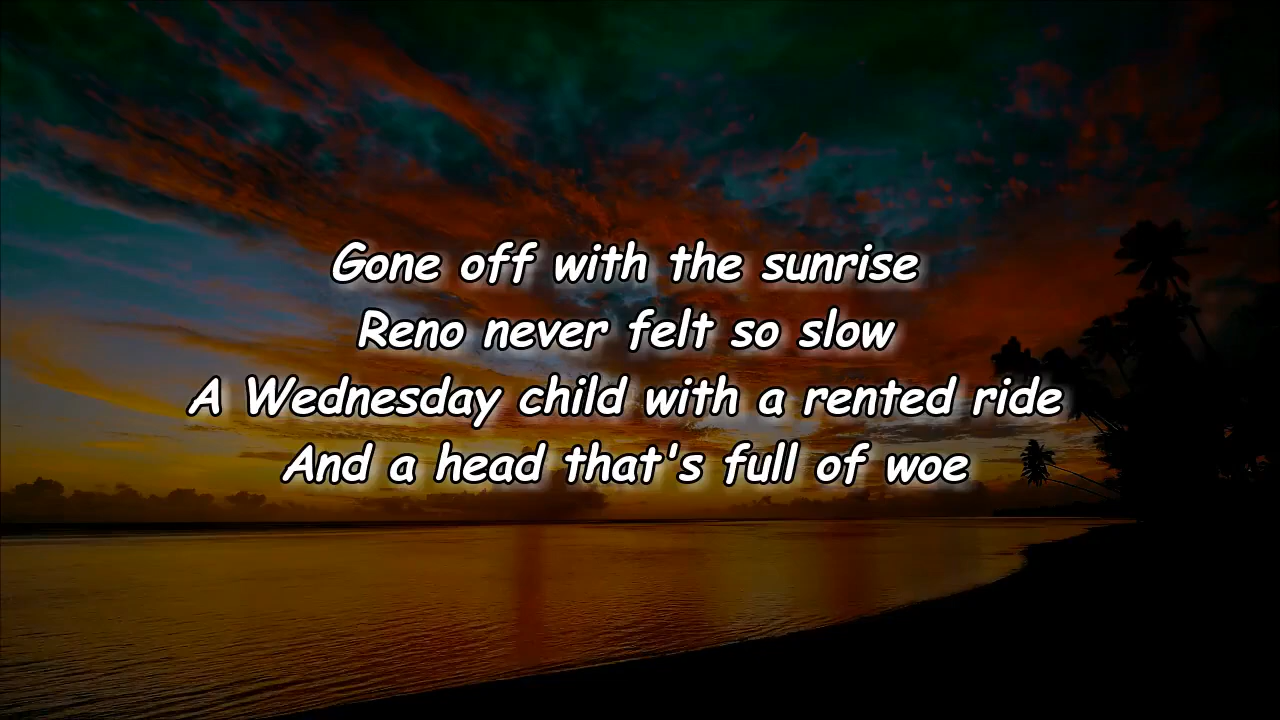 Gone off with the sunrise
Reno never felt so slow
A Wednesday child with a rented ride
And a head that's full of woe